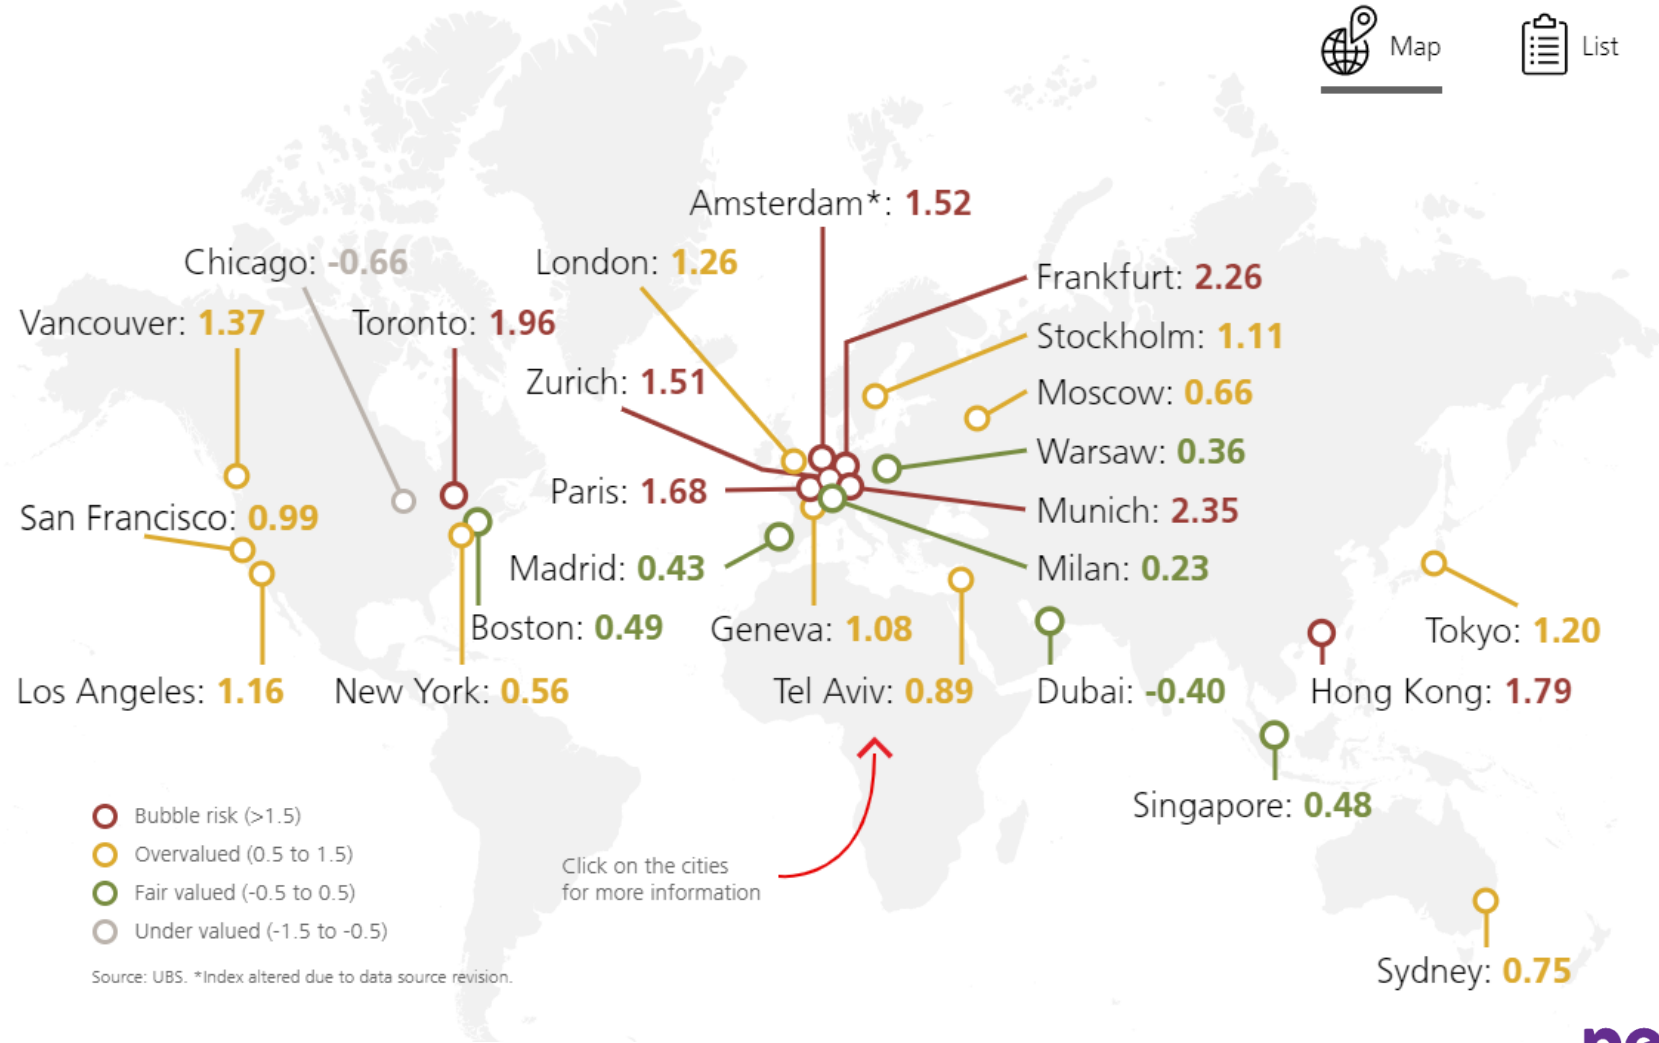 Map
List
Amsterdam*: 1.52
Chicago: -0.66
London: 1.26
Frankfurt: 2.26
Vancouver: 1.37
Toronto: 1.96
Stockholm: 1.11
Zurich: 1.51
Moscow: 0.66
Warsaw: 0.36
Paris: 1.68
San Francisco: 0.99
Munich: 2.35
Madrid: 0.43
Milan: 0.23
Boston: 0.49
Geneva: 1.08
Tokyo: 1.20
Los Angeles: 1.16
New York: 0.56
Tel Aviv: 0.89
Dubai: -0.40
Hong Kong: 1.79
Singapore: 0.48
Bubble risk (>1.5)
Overvalued (0.5 to 1.5)
Fair valued (-0.5 to 0.5)
Under valued (-1.5 to -0.5)
Click on the cities
for more information
Sydney: 0.75
Source: UBS. *Index altered due to data source revision.